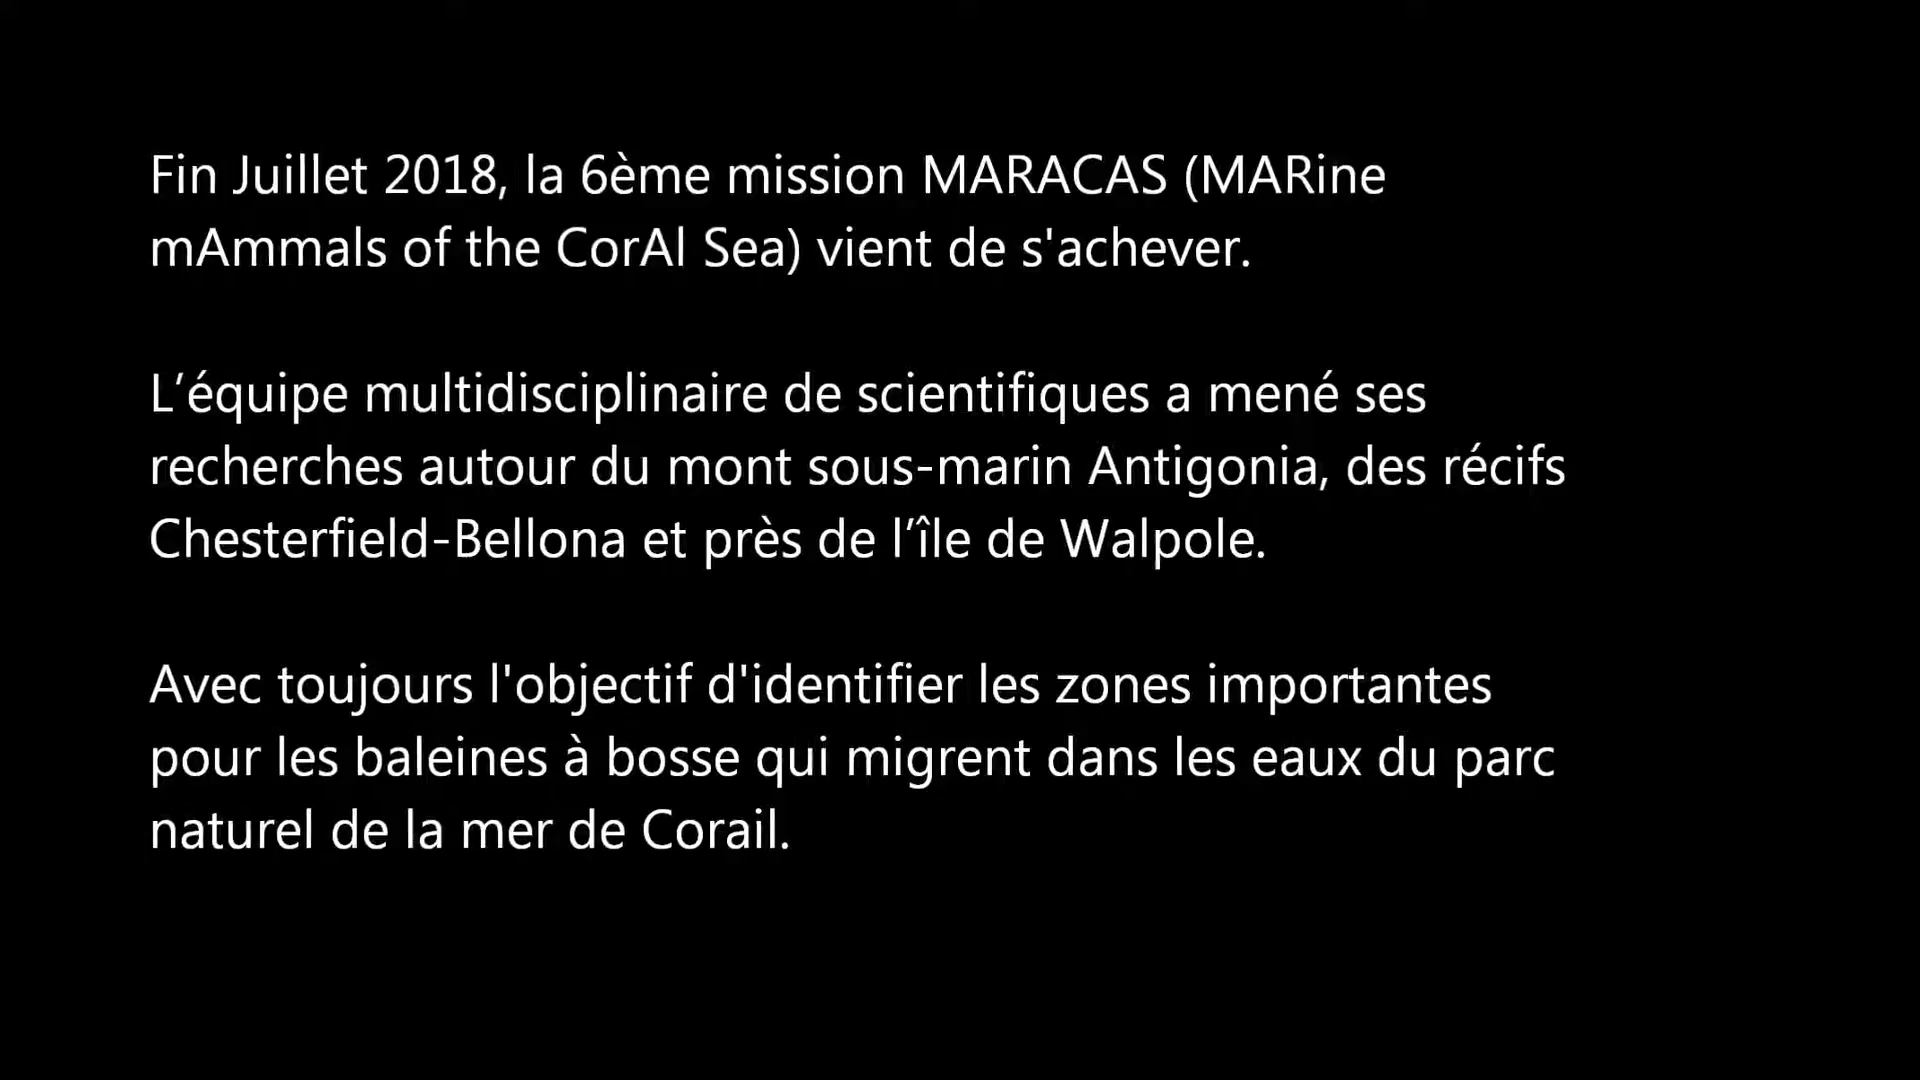 Fin Juillet 2018, la 6ème mission MARACAS (MARine
mAmmals of the CorAl Sea) vient de s'achever.
L’équipe multidisciplinaire de scientifiques a mené ses
recherches autour du mont sous-marin Antigonia, des récifs
Chesterfield-Bellona et près de l’île de Walpole.
Avec toujours l'objectif d'identifier les zones importantes
pour les baleines à bosse qui migrent dans les eaux du parc
naturel de la mer de Corail.